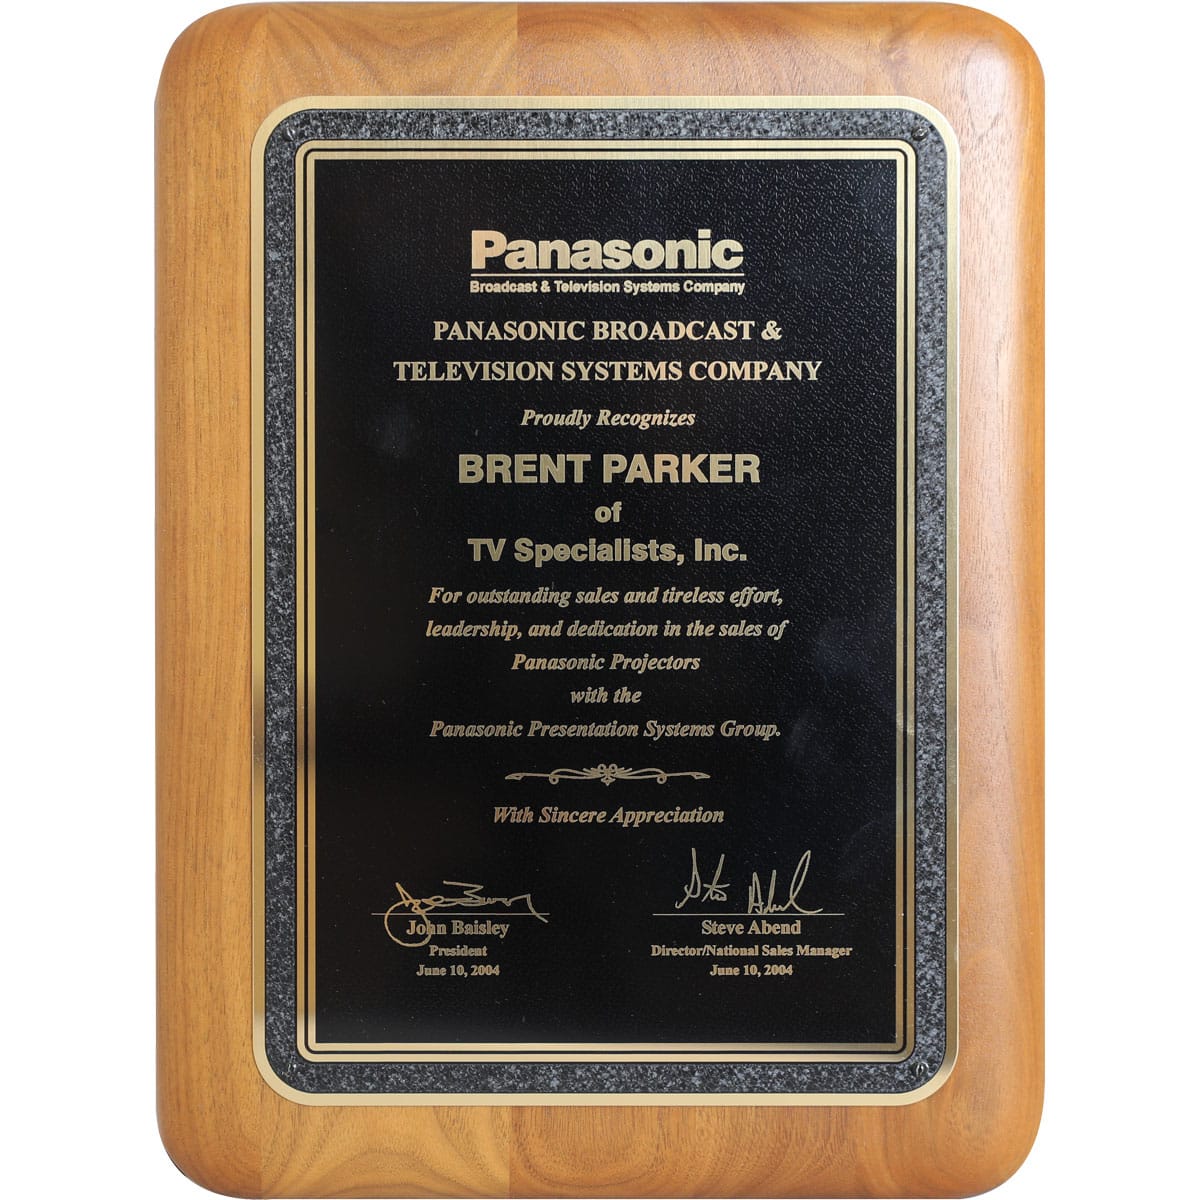 Panasonic
Broadcast & Television Systems Company
PANASONIC BROADCAST &
TELEVISION SYSTEMS COMPANY
Proudly Recognizes
BRENT PARKER
of
TV Specialists, Inc.
For outstanding sales and tireless effort,
leadership, and dedication in the sales of
Panasonic Projectors
with the
Panasonic Presentation Systems Group.
With Sincere Appreciation
John Baisley
President
June 10, 2004
Steve Abend
Director/National Sales Manager
June 10, 2004